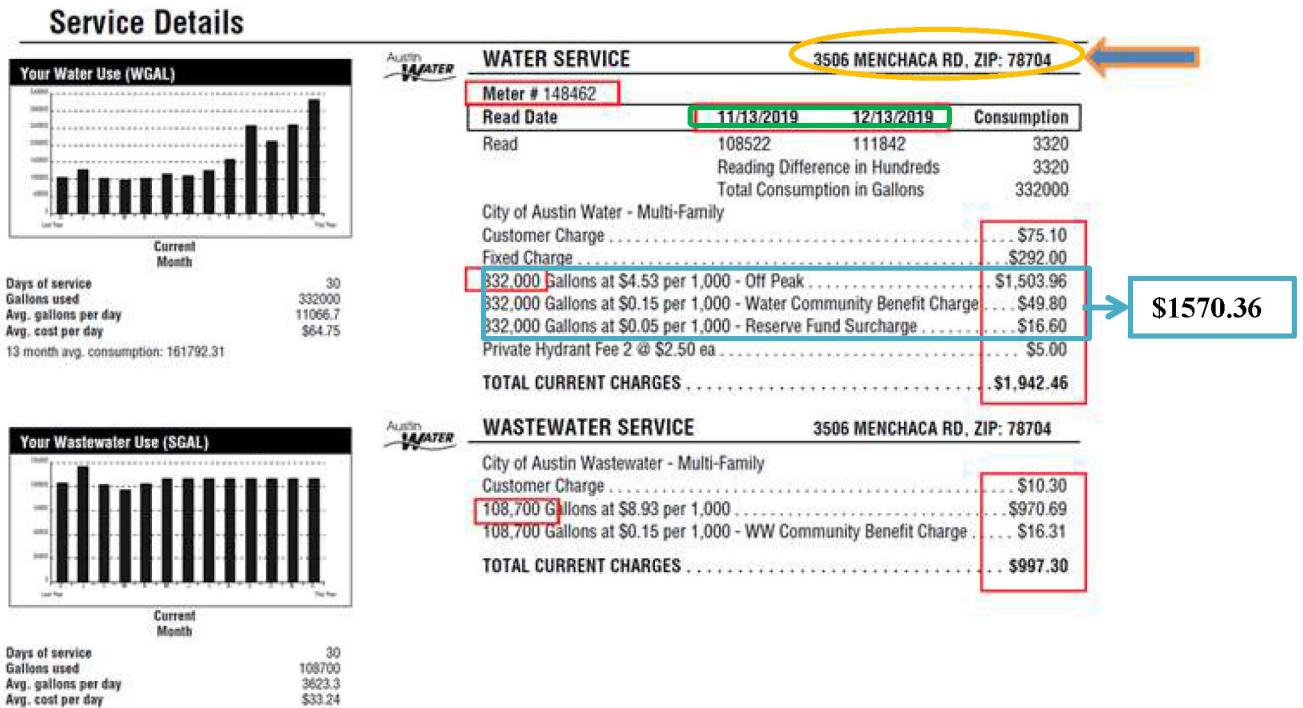 Service Details
Your Water Use (WGAL)
Last Year This Year
Current
Month
Days of service 30
Gallons used 332000
Avg. gallons per day 11066.7
Avg. cost per day $64.75
13 month avg. consumption: 161792.31
Austin
WATER
WATER SERVICE 3506 MENCHACA RD, ZIP: 78704
Meter # 148462
Read Date 11/13/2019 12/13/2019 Consumption
Read 108522 111842 3320
Reading Difference in Hundreds 3320
Total Consumption in Gallons 332000
City of Austin Water - Multi-Family
Customer Charge . . . . $75.10
Fixed Charge . . . . $292.00
332,000 Gallons at $4.53 per 1,000 - Off Peak . . . . $1,503.96
332,000 Gallons at $0.15 per 1,000 - Water Community Benefit Charge . . . . $49.80
332,000 Gallons at $0.05 per 1,000 - Reserve Fund Surcharge . . . . $16.60
Private Hydrant Fee 2 @ $2.50 ea . . . . $5.00
TOTAL CURRENT CHARGES . . . . $1,942.46
$1570.36
Your Wastewater Use (SGAL)
Last Year This Year
Current
Month
Days of service 30
Gallons used 108700
Avg. gallons per day 3623.3
Avg. cost per day $33.24
Austin
WATER
WASTEWATER SERVICE 3506 MENCHACA RD, ZIP: 78704
City of Austin Wastewater - Multi-Family
Customer Charge . . . . $10.30
108,700 Gallons at $8.93 per 1,000 . . . . $970.69
108,700 Gallons at $0.15 per 1,000 - WW Community Benefit Charge . . . . $16.31
TOTAL CURRENT CHARGES . . . . $997.30